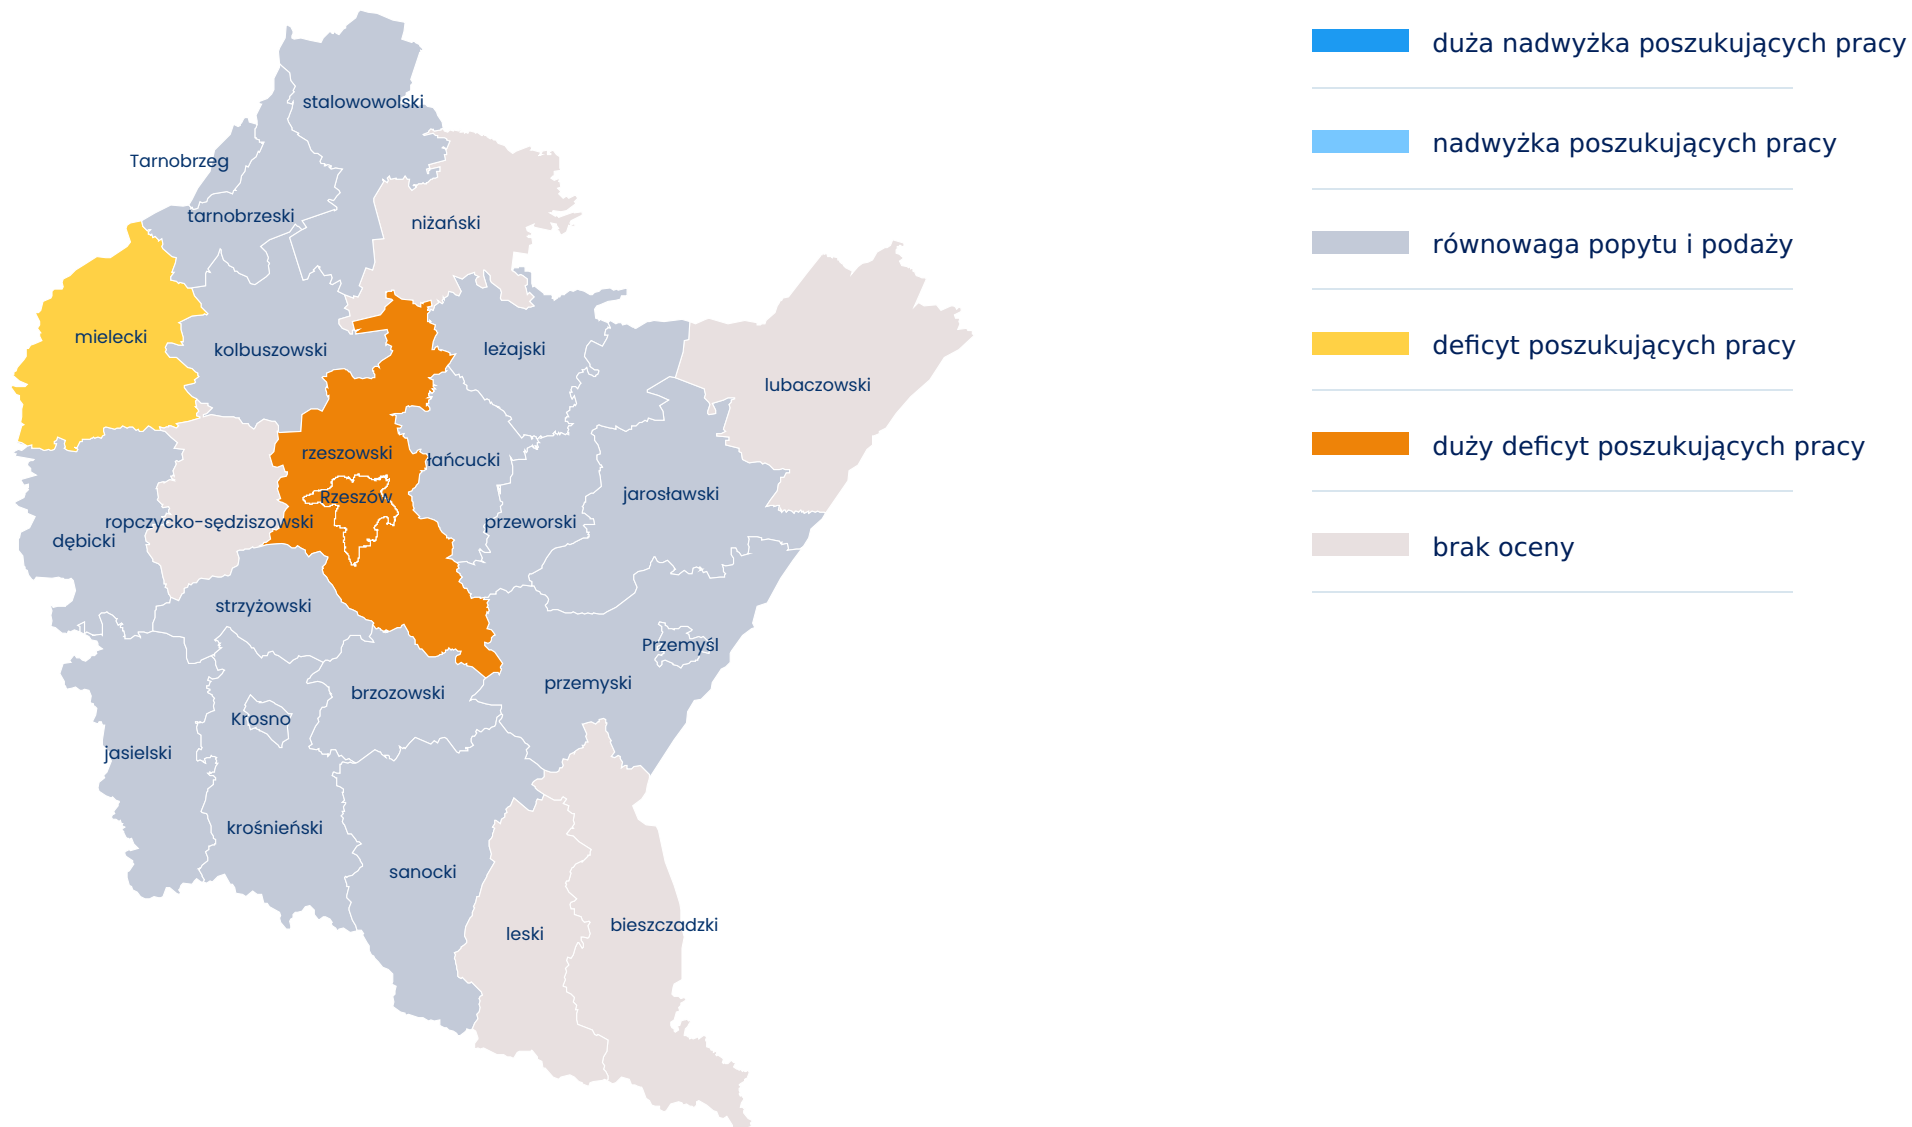 stalowowolski
Tarnobrzeg
tarnobrzeski
niżański
mielecki
kolbuszowski
leżajski
lubaczowski
rzeszowski
łańcucki
Rzeszów
jarosławski
ropczycko-sędziszowski
przeworski
dębicki
strzyżowski
Przemyśl
przemyski
brzozowski
Krosno
jasielski
krośnieński
sanocki
leski
bieszczadzki
duża nadwyżka poszukujących pracy
nadwyżka poszukujących pracy
równowaga popytu i podaży
deficyt poszukujących pracy
duży deficyt poszukujących pracy
brak oceny